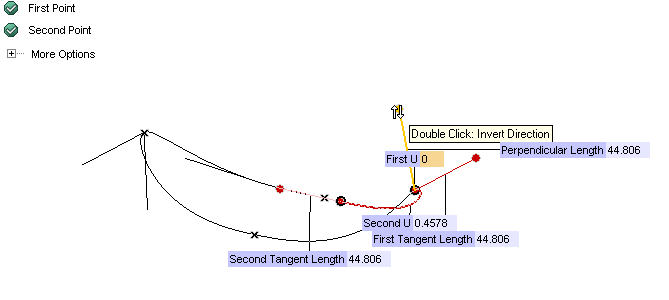 First Point
Second Point
More Options
Double Click: Invert Direction
Perpendicular Length 44.806
First U 0
Second U 0.4578
First Tangent Length 44.806
Second Tangent Length 44.806